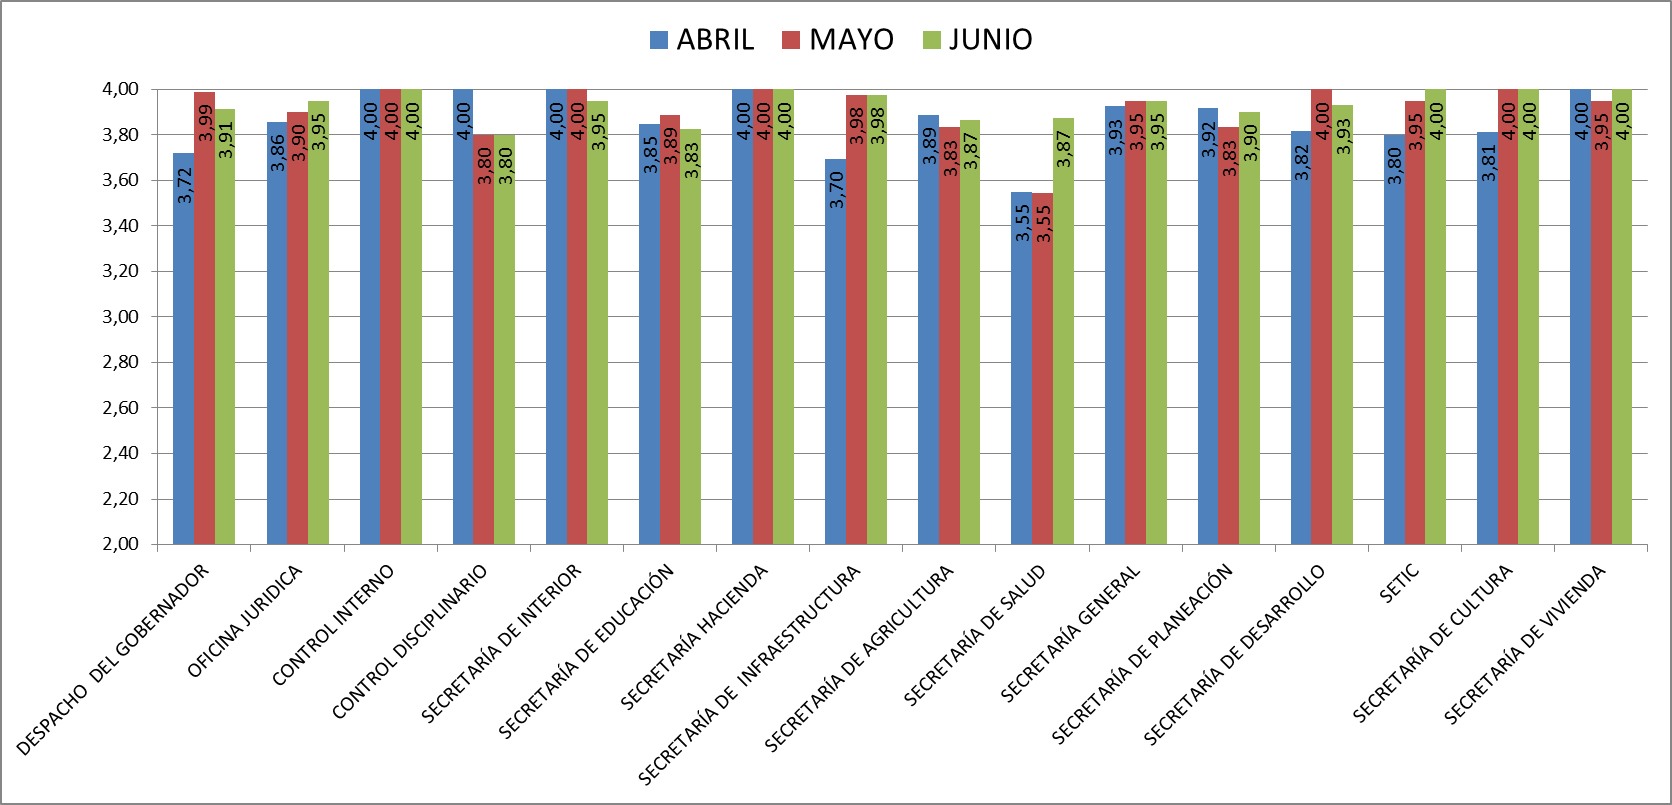 ABRIL MAYO JUNIO
4,00
3,80
3,60
3,40
3,20
3,00
2,80
2,60
2,40
2,20
2,00
3,72 3,99 3,91
3,86 3,90 3,95
4,00 4,00 4,00
4,00 3,80 3,80
4,00 4,00 3,95
3,85 3,89 3,83
4,00 4,00 4,00
3,70 3,98 3,98
3,89 3,83 3,87
3,55 3,55 3,87
3,93 3,95 3,95
3,92 3,83 3,90
3,82 4,00 3,93
3,80 3,95 4,00
3,81 4,00 4,00
4,00 3,95 4,00
DESPACHO DEL GOBERNADOR
OFICINA JURIDICA
CONTROL INTERNO
CONTROL DISCIPLINARIO
SECRETARÍA DE INTERIOR
SECRETARÍA DE EDUCACIÓN
SECRETARÍA HACIENDA
SECRETARÍA DE INFRAESTRUCTURA
SECRETARÍA DE AGRICULTURA
SECRETARÍA DE SALUD
SECRETARÍA GENERAL
SECRETARÍA DE PLANEACIÓN
SECRETARÍA DE DESARROLLO
SETIC
SECRETARÍA DE CULTURA
SECRETARÍA DE VIVIENDA